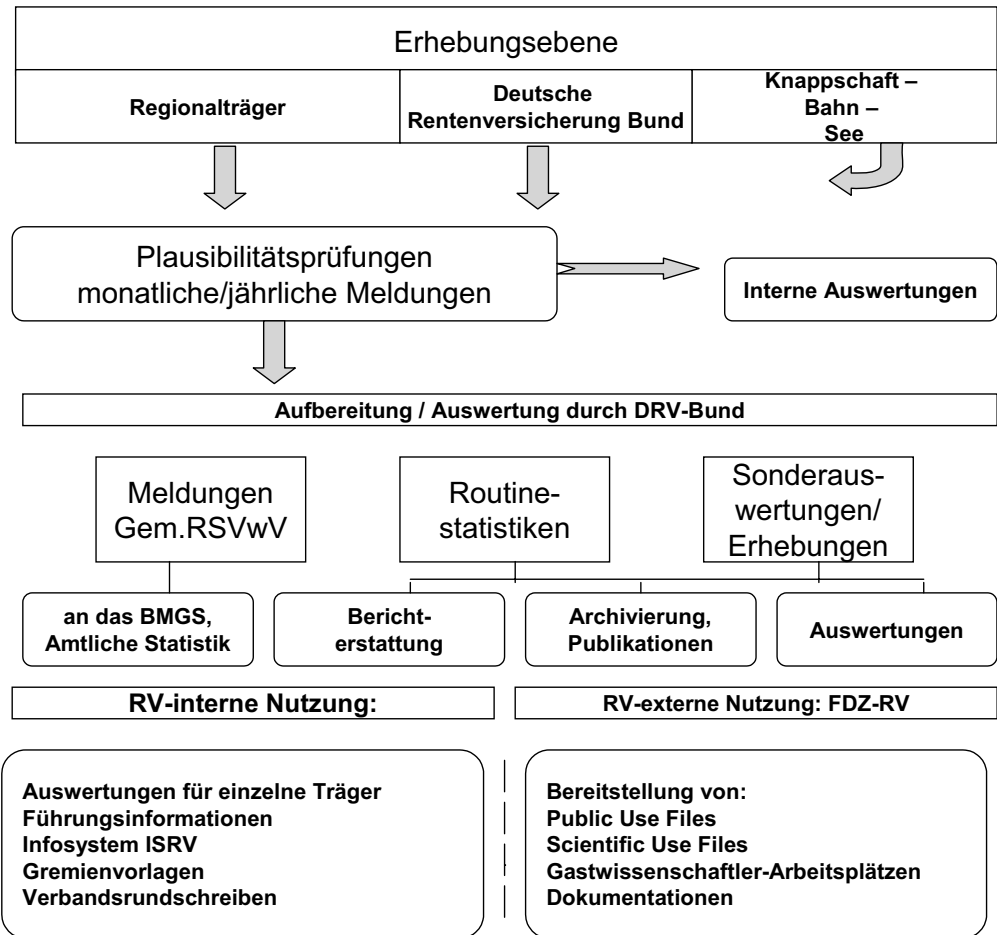 Erhebungsebene
Regionalträger
Deutsche
Rentenversicherung Bund
Knappschaft –
Bahn –
See
Plausibilitätsprüfungen
monatliche/jährliche Meldungen
Interne Auswertungen
Aufbereitung / Auswertung durch DRV-Bund
Meldungen
Gem.RSVwV
Routine-
statistiken
Sonderaus-
wertungen/
Erhebungen
an das BMGS,
Amtliche Statistik
Bericht-
erstattung
Archivierung,
Publikationen
Auswertungen
RV-interne Nutzung:
RV-externe Nutzung: FDZ-RV
Auswertungen für einzelne Träger
Führungsinformationen
Infosystem ISRV
Gremienvorlagen
Verbandsrundschreiben
Bereitstellung von:
Public Use Files
Scientific Use Files
Gastwissenschaftler-Arbeitsplätzen
Dokumentationen